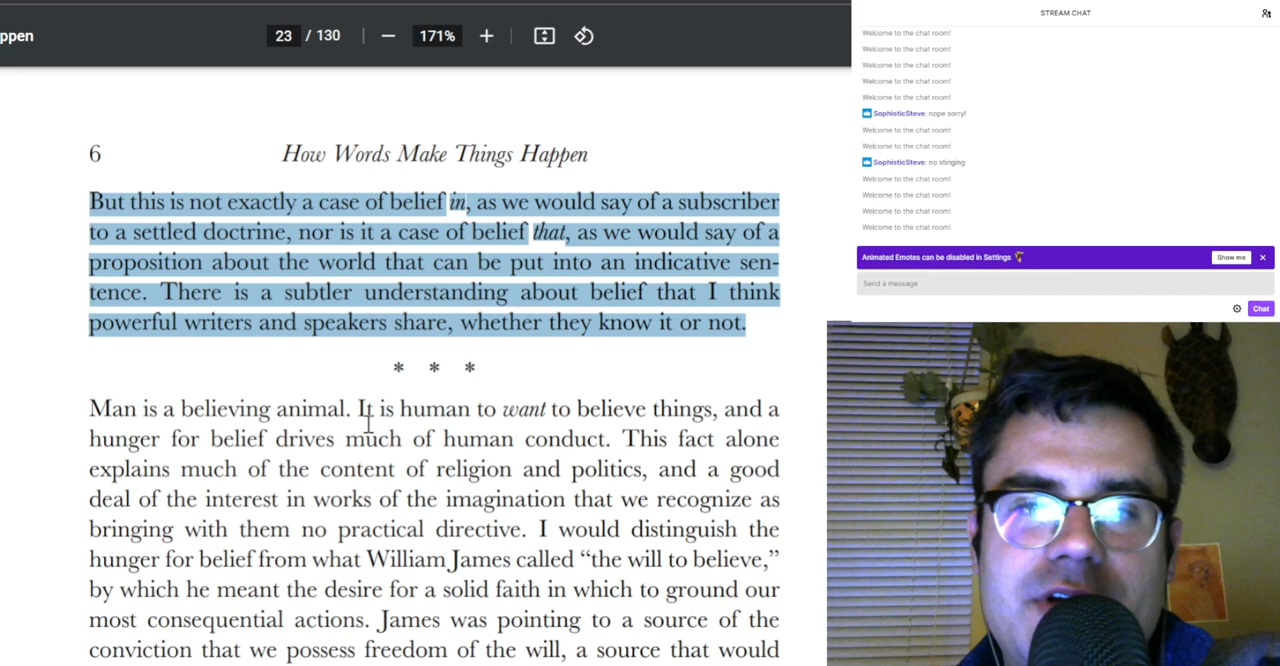 ppen
23 / 130
171%
6
How Words Make Things Happen
But this is not exactly a case of belief in, as we would say of a subscriber
to a settled doctrine, nor is it a case of belief that, as we would say of a
proposition about the world that can be put into an indicative sen-
tence. There is a subtler understanding about belief that I think
powerful writers and speakers share, whether they know it or not.
* * *
Man is a believing animal. It is human to want to believe things, and a
hunger for belief drives much of human conduct. This fact alone
explains much of the content of religion and politics, and a good
deal of the interest in works of the imagination that we recognize as
bringing with them no practical directive. I would distinguish the
hunger for belief from what William James called “the will to believe,”
by which he meant the desire for a solid faith in which to ground our
most consequential actions. James was pointing to a source of the
conviction that we possess freedom of the will, a source that would
STREAM CHAT
Welcome to the chat room!
Welcome to the chat room!
Welcome to the chat room!
Welcome to the chat room!
Welcome to the chat room!
SophisticSteve: nope sorry!
Welcome to the chat room!
Welcome to the chat room!
SophisticSteve: no stinging
Welcome to the chat room!
Welcome to the chat room!
Welcome to the chat room!
Welcome to the chat room!
Animated Emotes can be disabled in Settings
Show me
Send a message
Chat